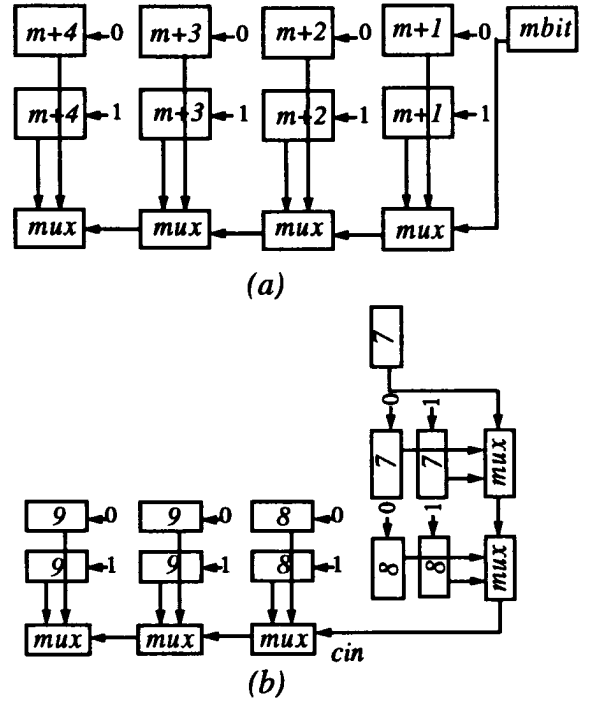 m+4 0 m+3 0 m+2 0 m+1 0 mbit
m+4 1 m+3 1 m+2 1 m+1 1
mux mux mux mux
(a)
7
0 1
7 7 mux
0 1
9 0 9 0 8 0
8 8 mux
9 1 9 1 8 1
mux mux mux
cin
(b)